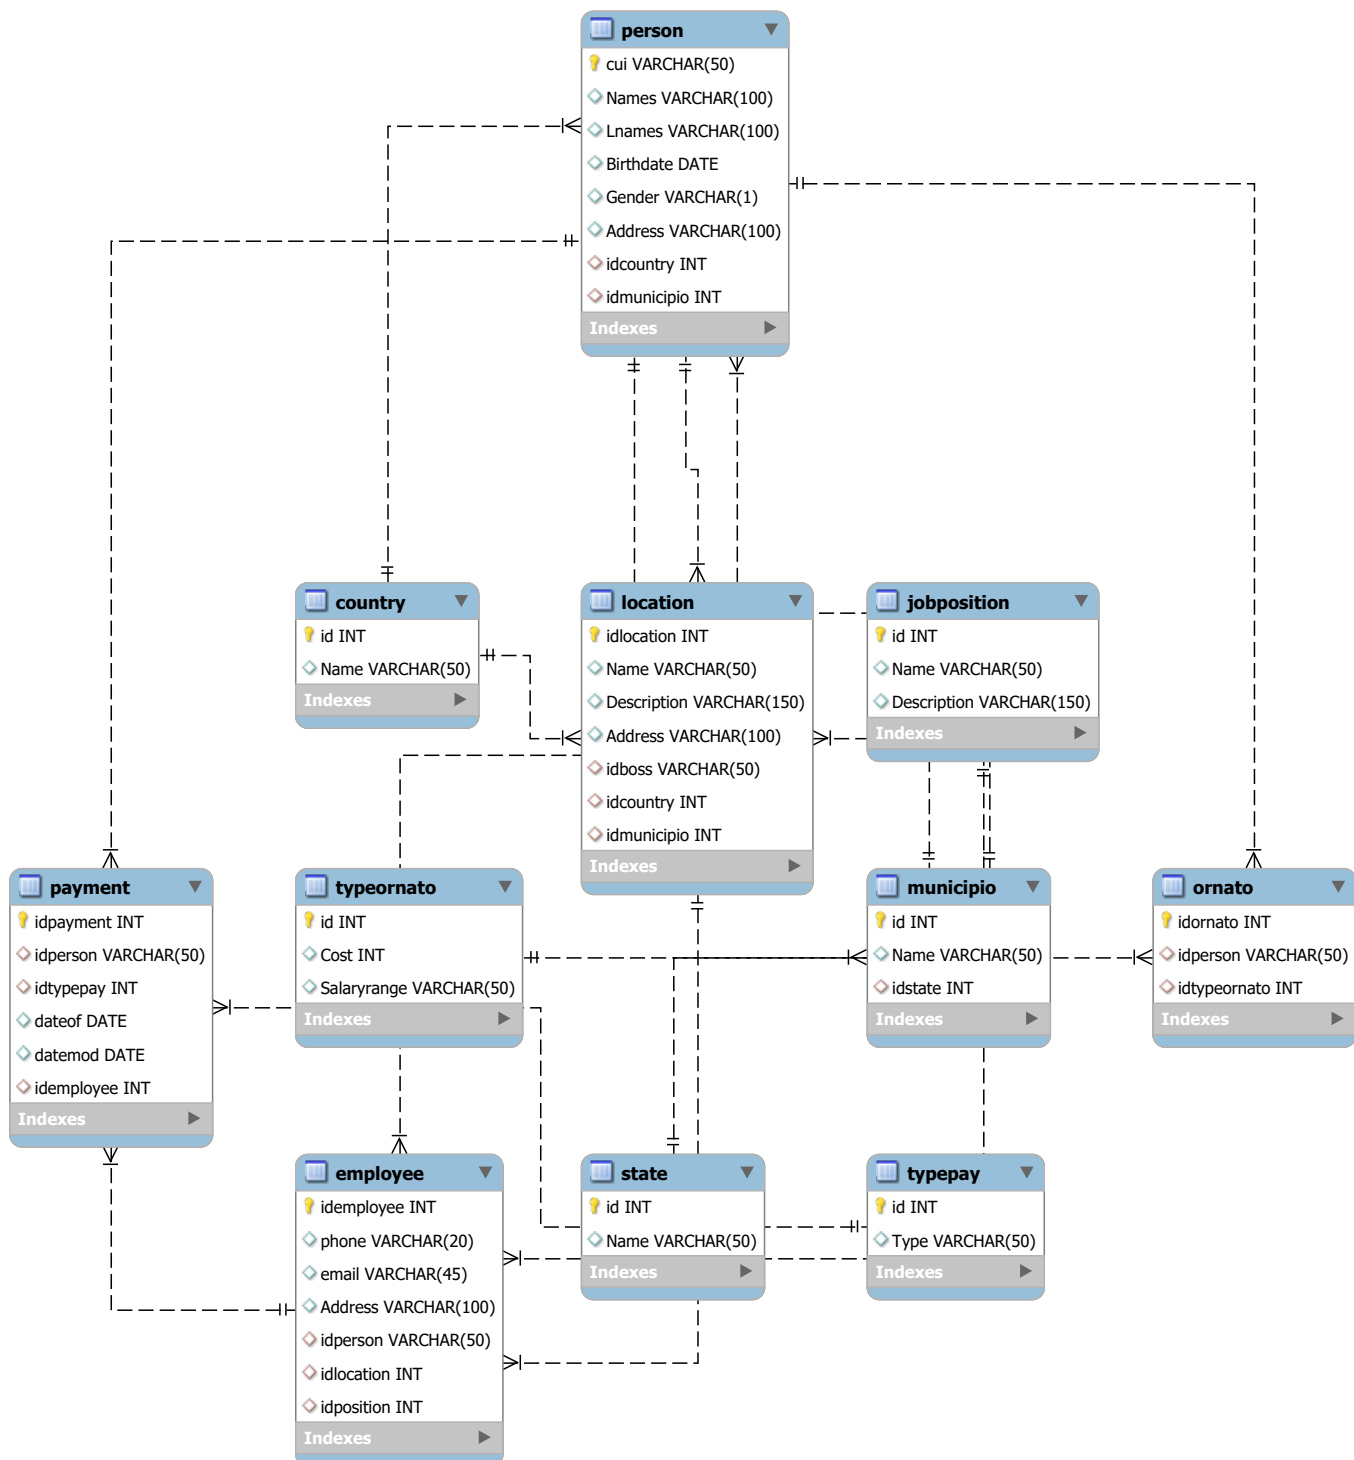 person
cui VARCHAR(50)
Names VARCHAR(100)
Lnames VARCHAR(100)
Birthdate DATE
Gender VARCHAR(1)
Address VARCHAR(100)
idcountry INT
idmunicipio INT
Indexes
country
id INT
Name VARCHAR(50)
Indexes
location
idlocation INT
Name VARCHAR(50)
Description VARCHAR(150)
Address VARCHAR(100)
idboss VARCHAR(50)
idcountry INT
idmunicipio INT
Indexes
jobposition
id INT
Name VARCHAR(50)
Description VARCHAR(150)
Indexes
payment
idpayment INT
idperson VARCHAR(50)
idtypepay INT
dateof DATE
datemod DATE
idemployee INT
Indexes
typeornato
id INT
Cost INT
Salaryrange VARCHAR(50)
Indexes
municipio
id INT
Name VARCHAR(50)
idstate INT
Indexes
ornato
idornato INT
idperson VARCHAR(50)
idtypeornato INT
Indexes
employee
idemployee INT
phone VARCHAR(20)
email VARCHAR(45)
Address VARCHAR(100)
idperson VARCHAR(50)
idlocation INT
idposition INT
Indexes
state
id INT
Name VARCHAR(50)
Indexes
typepay
id INT
Type VARCHAR(50)
Indexes